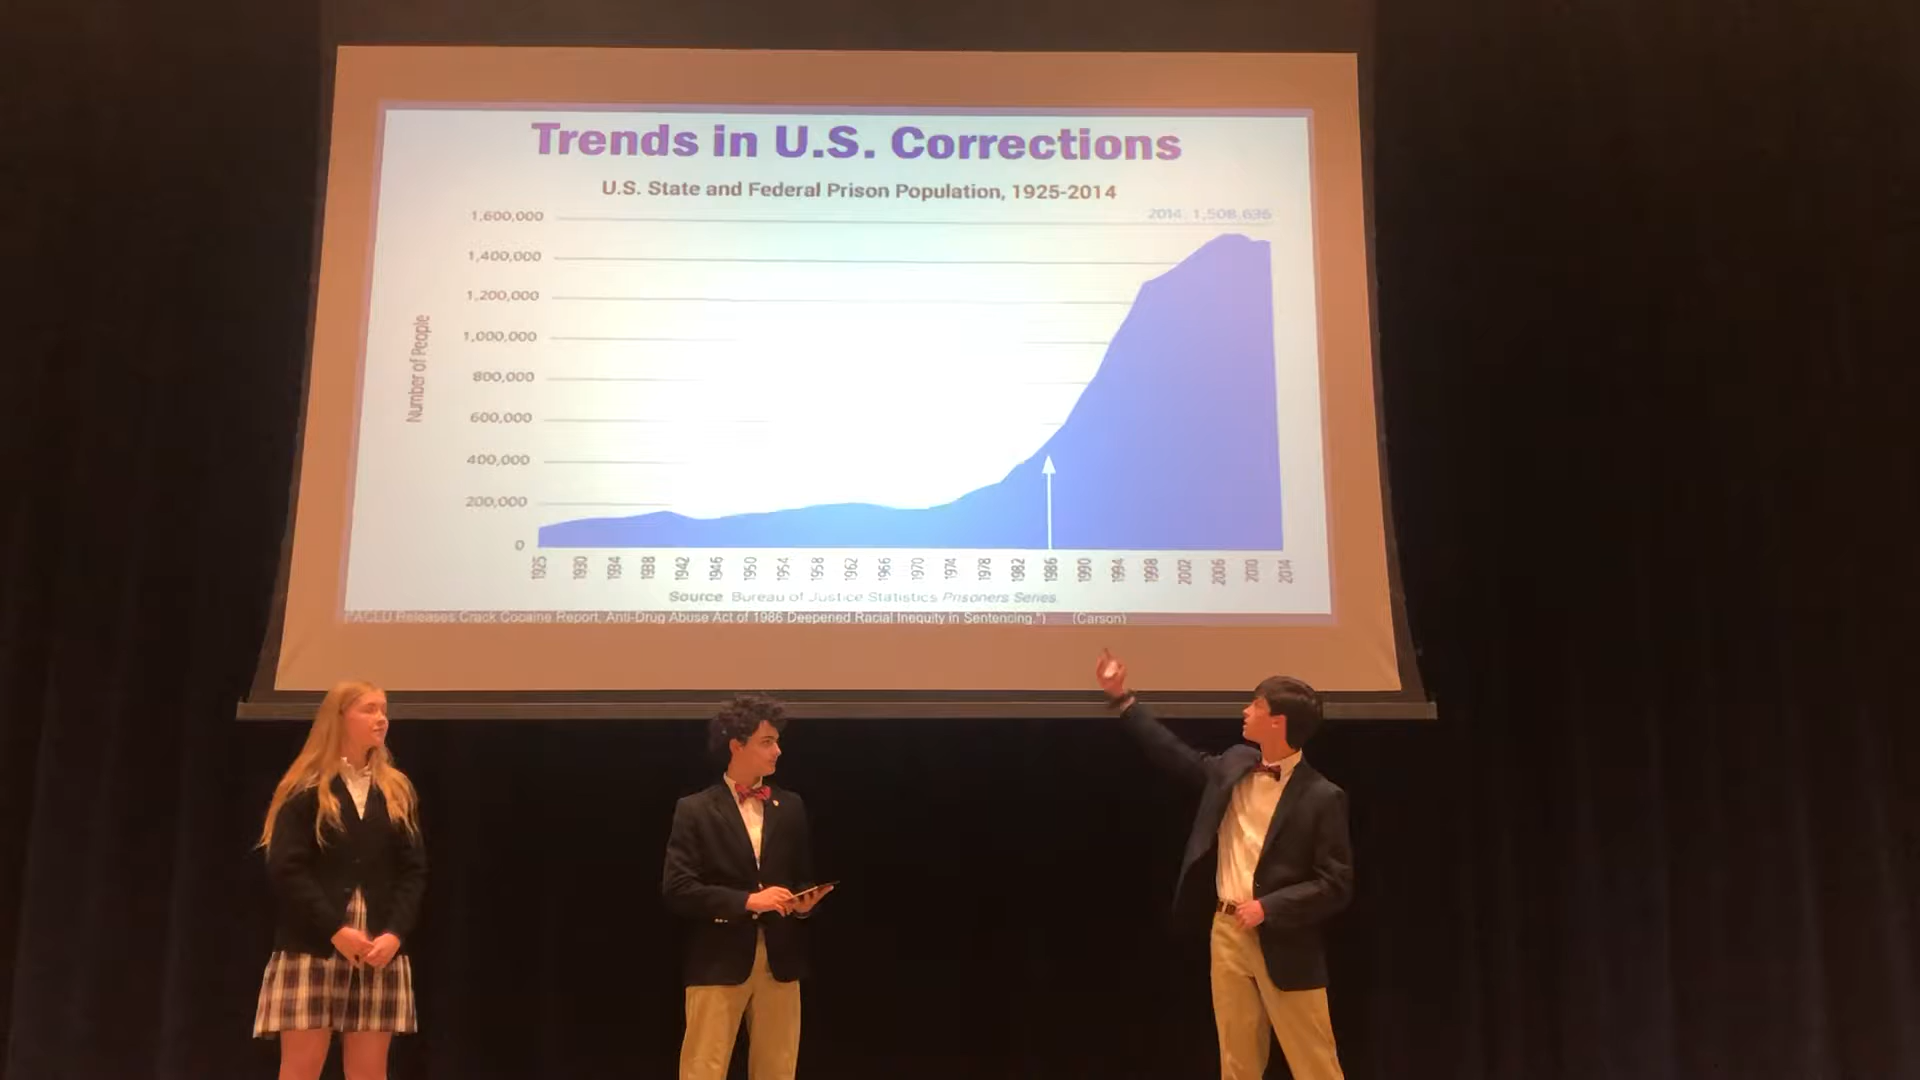 Trends in U.S. Corrections
U.S. State and Federal Prison Population, 1925-2014
2014: 1,508,636
1,600,000
1,400,000
1,200,000
1,000,000
800,000
600,000
400,000
200,000
0
Number of People
1925 1930 1934 1938 1942 1946 1950 1954 1958 1962 1966 1970 1974 1978 1982 1986 1990 1994 1998 2002 2006 2010 2014
Source: Bureau of Justice Statistics Prisoners Series.
("ACLU Releases Crack Cocaine Report, Anti-Drug Abuse Act of 1986 Deepened Racial Inequity in Sentencing.") (Carson)